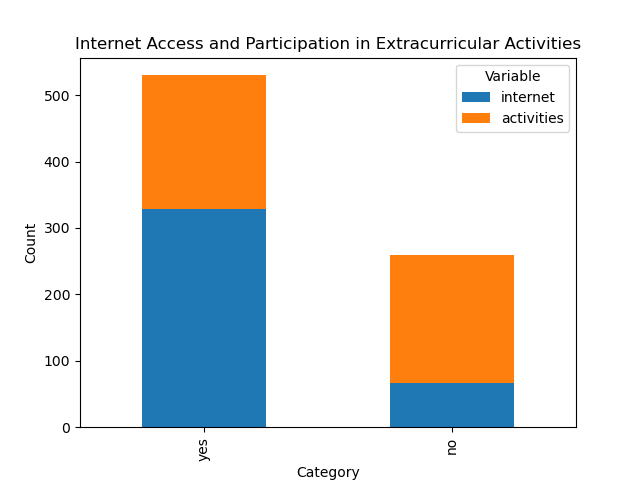 Internet Access and Participation in Extracurricular Activities
Variable
internet
activities
Count
500
400
300
200
100
0
yes
no
Category